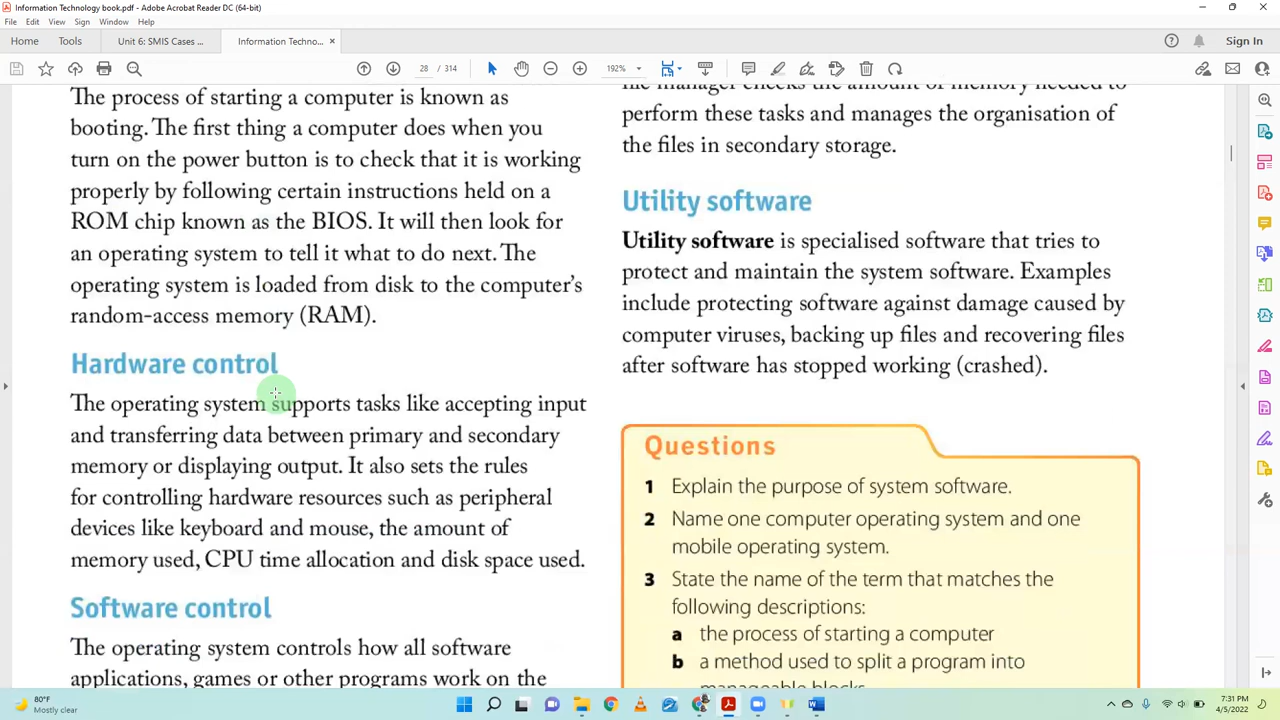 Information Technology book.pdf - Adobe Acrobat Reader DC (64-bit)
File Edit View Sign Window Help
Home Tools Unit 6: SMIS Cases ... Information Techno... × Sign In
28 / 314 192%
The process of starting a computer is known as
booting. The first thing a computer does when you
turn on the power button is to check that it is working
properly by following certain instructions held on a
ROM chip known as the BIOS. It will then look for
an operating system to tell it what to do next. The
operating system is loaded from disk to the computer's
random-access memory (RAM).
Hardware control
The operating system supports tasks like accepting input
and transferring data between primary and secondary
memory or displaying output. It also sets the rules
for controlling hardware resources such as peripheral
devices like keyboard and mouse, the amount of
memory used, CPU time allocation and disk space used.
Software control
The operating system controls how all software
applications, games or other programs work on the
file manager checks the amount of memory needed to
perform these tasks and manages the organisation of
the files in secondary storage.
Utility software
Utility software is specialised software that tries to
protect and maintain the system software. Examples
include protecting software against damage caused by
computer viruses, backing up files and recovering files
after software has stopped working (crashed).
Questions
1 Explain the purpose of system software.
2 Name one computer operating system and one
mobile operating system.
3 State the name of the term that matches the
following descriptions:
a the process of starting a computer
b a method used to split a program into
manageable blocks
80°F
Mostly clear
7:31 PM
4/5/2022